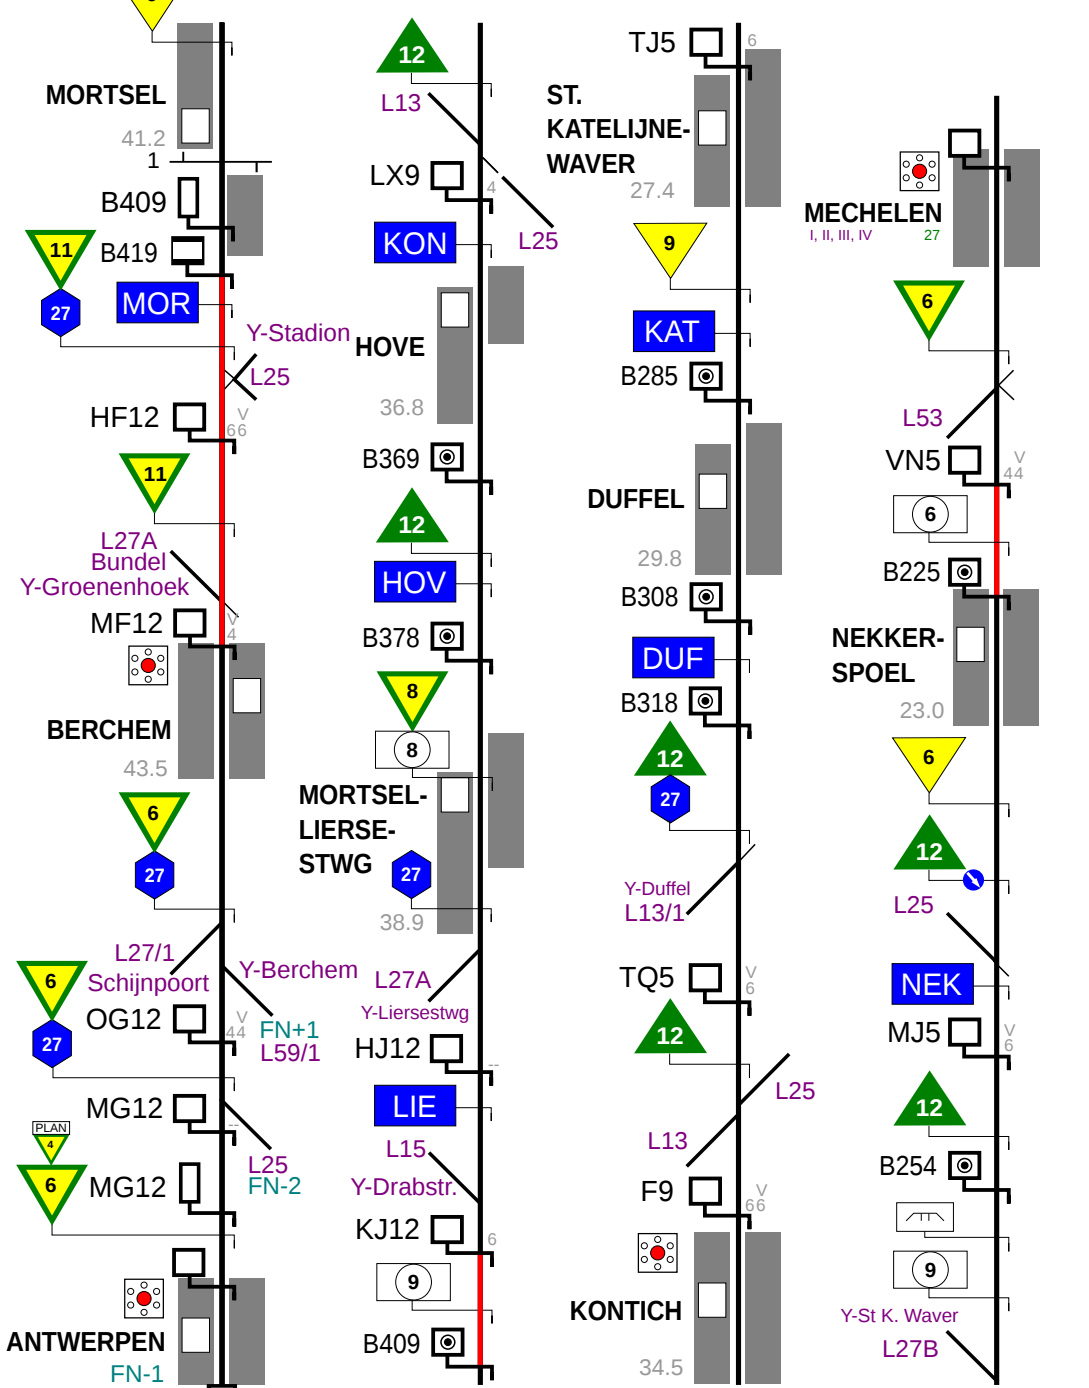 MORTSEL
41.2
1
B409
11
B419
27
MOR
Y-Stadion
L25
HF12
V
66
11
L27A
Bundel
Y-Groenenhoek
MF12
V
4
BERCHEM
43.5
6
27
L27/1
Schijnpoort
Y-Berchem
6
OG12
V
44
FN+1
L59/1
27
MG12
--
PLAN
4
L25
FN-2
6
MG12
ANTWERPEN
FN-1
12
L13
LX9
4
KON
L25
HOVE
36.8
B369
12
HOV
B378
8
8
MORTSEL-
LIERSE-
STWG
27
38.9
L27A
Y-Liersestwg
HJ12
--
LIE
L15
Y-Drabstr.
KJ12
6
9
B409
TJ5
6
ST.
KATELIJNE-
WAVER
27.4
9
KAT
B285
DUFFEL
29.8
B308
DUF
B318
12
27
Y-Duffel
L13/1
TQ5
V
6
12
L25
L13
F9
V
66
KONTICH
34.5
MECHELEN
I, II, III, IV
27
6
L53
VN5
V
44
6
B225
NEKKER-
SPOEL
23.0
6
12
L25
NEK
MJ5
V
6
12
B254
9
Y-St K. Waver
L27B